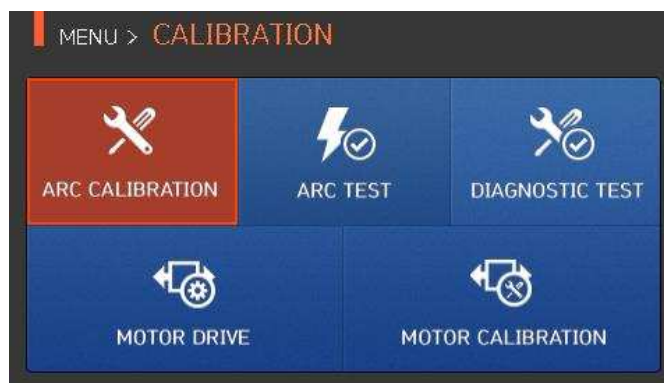 MENU > CALIBRATION
ARC CALIBRATION
ARC TEST
DIAGNOSTIC TEST
MOTOR DRIVE
MOTOR CALIBRATION